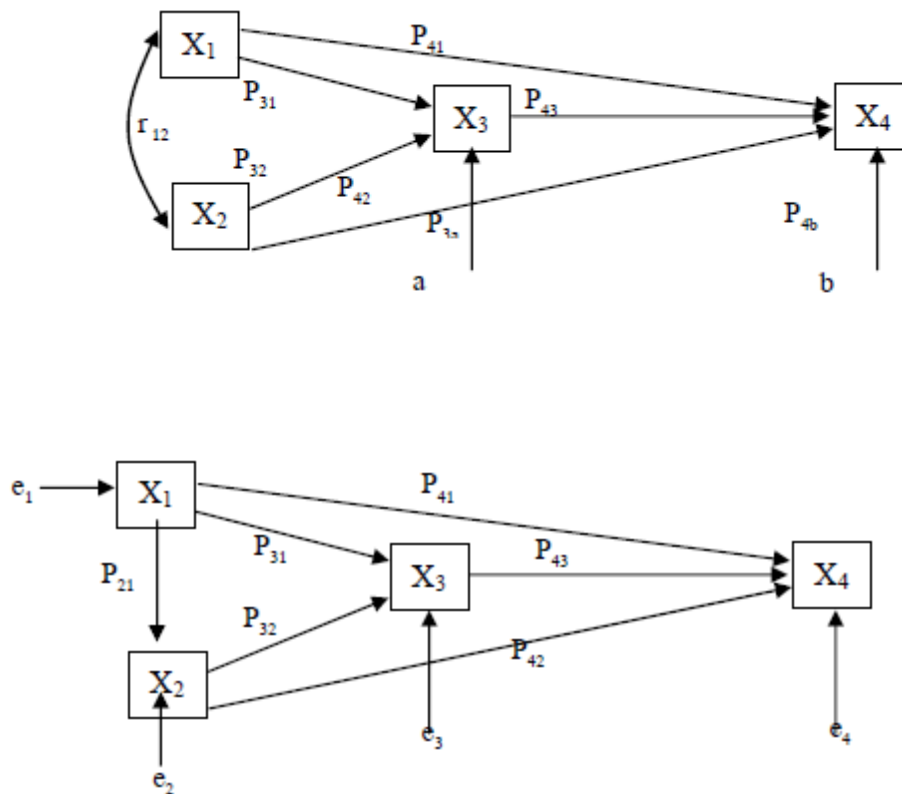 X₁
P₄₁
P₃₁
P₄₃
X₃
X₄
r₁₂
P₃₂
P₄₂
X₂
P₃ₐ
P₄b
a
b
e₁
X₁
P₄₁
P₃₁
P₄₃
P₂₁
X₃
X₄
P₃₂
P₄₂
X₂
e₃
e₄
e₂